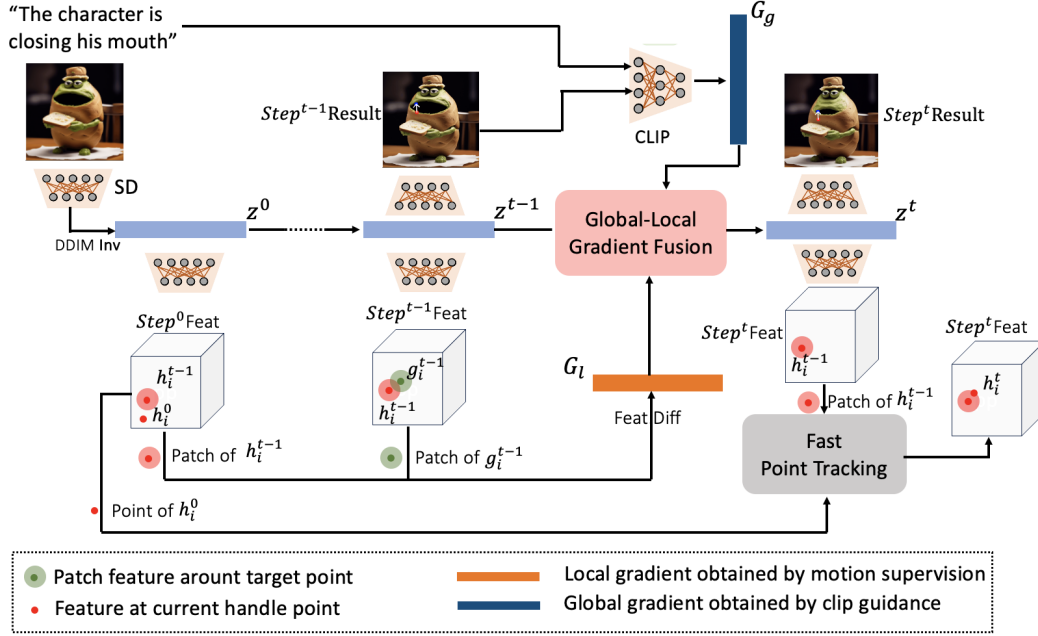 “The character is
closing his mouth”
G_g
Step^{t-1} Result
CLIP
Step^t Result
SD
DDIM Inv
z^0
z^{t-1}
Global-Local
Gradient Fusion
z^t
Step^0 Feat
h_i^{t-1}
h_i^0
Step^{t-1} Feat
g_i^{t-1}
h_i^{t-1}
G_l
Feat Diff
Step^t Feat
h_i^{t-1}
Step^t Feat
h_i^t
Patch of h_i^{t-1}
Patch of h_i^{t-1}
Patch of g_i^{t-1}
Fast
Point Tracking
Point of h_i^0
Patch feature arount target point
Feature at current handle point
Local gradient obtained by motion supervision
Global gradient obtained by clip guidance